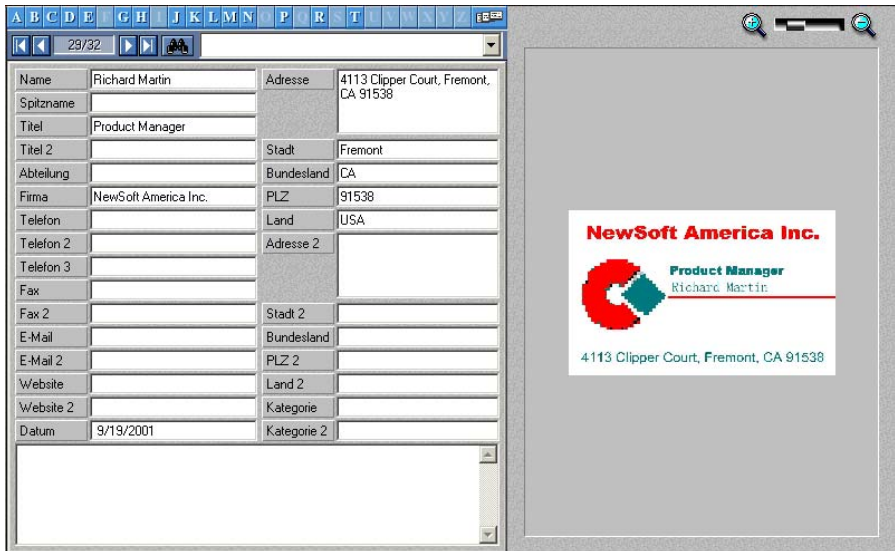 A B C D E F G H I J K L M N O P Q R S T U V W X Y Z
29/32
Name Richard Martin
Spitzname
Titel Product Manager
Titel 2
Abteilung
Firma NewSoft America Inc.
Telefon
Telefon 2
Telefon 3
Fax
Fax 2
E-Mail
E-Mail 2
Website
Website 2
Datum 9/19/2001
Adresse 4113 Clipper Court, Fremont,
CA 91538
Stadt Fremont
Bundesland CA
PLZ 91538
Land USA
Adresse 2
Stadt 2
Bundesland
PLZ 2
Land 2
Kategorie
Kategorie 2
NewSoft America Inc.
Product Manager
Richard Martin
4113 Clipper Court, Fremont, CA 91538